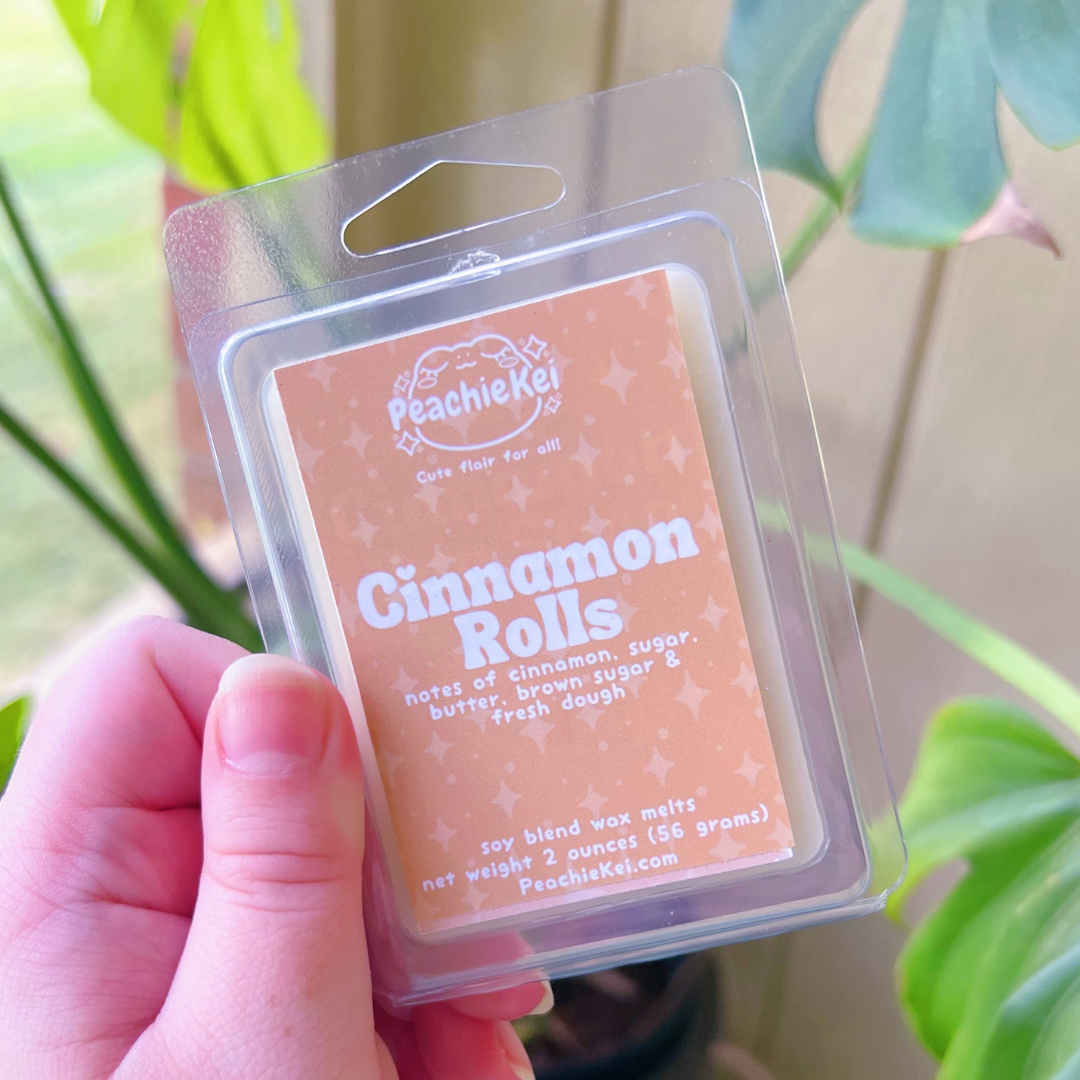 PeachieKei
Cute flair for all!
Cinnamon
Rolls
notes of cinnamon, sugar,
butter, brown sugar &
fresh dough
soy blend wax melts
net weight 2 ounces (56 grams)
PeachieKei.com